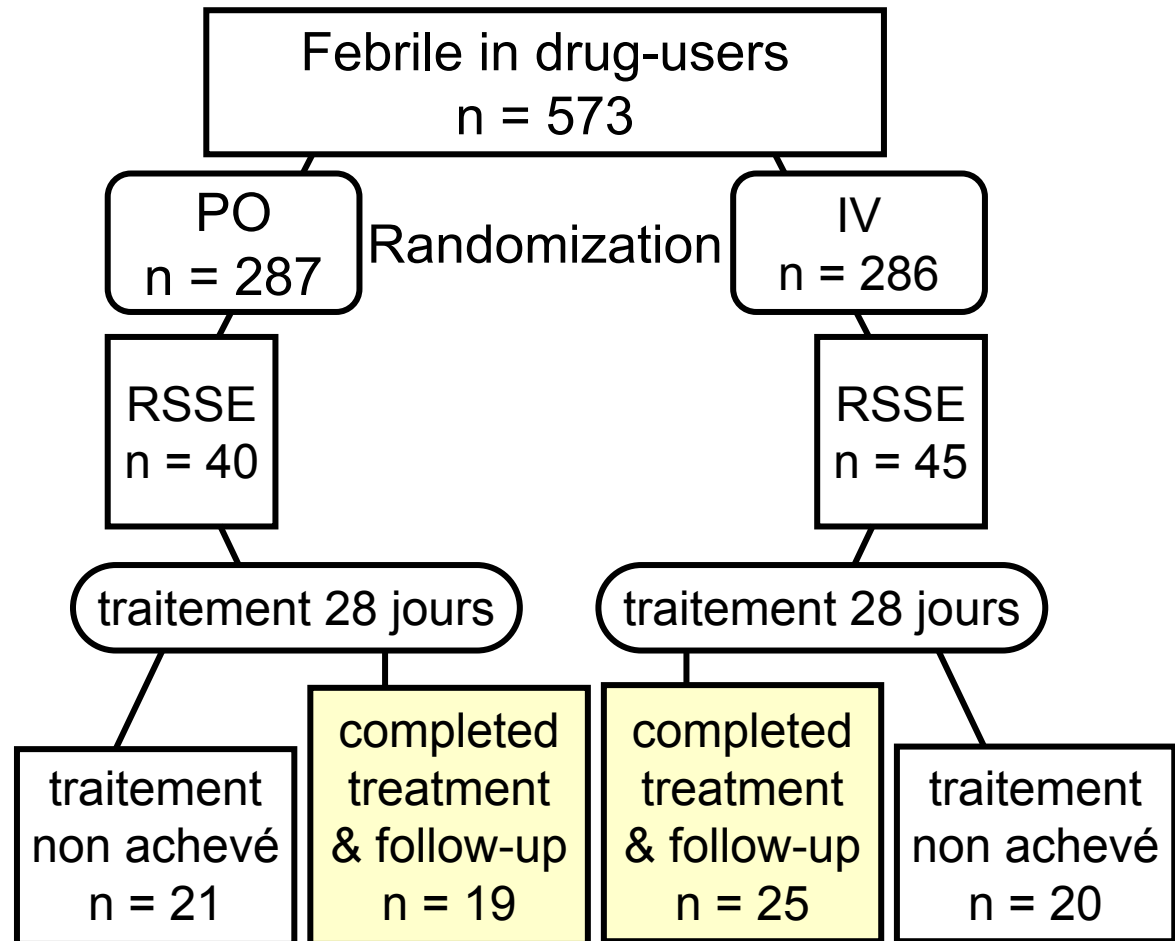 Febrile in drug-users
n = 573
PO
n = 287
Randomization
IV
n = 286
RSSE
n = 40
RSSE
n = 45
traitement 28 jours
traitement 28 jours
traitement
non achevé
n = 21
completed
treatment
& follow-up
n = 19
completed
treatment
& follow-up
n = 25
traitement
non achevé
n = 20